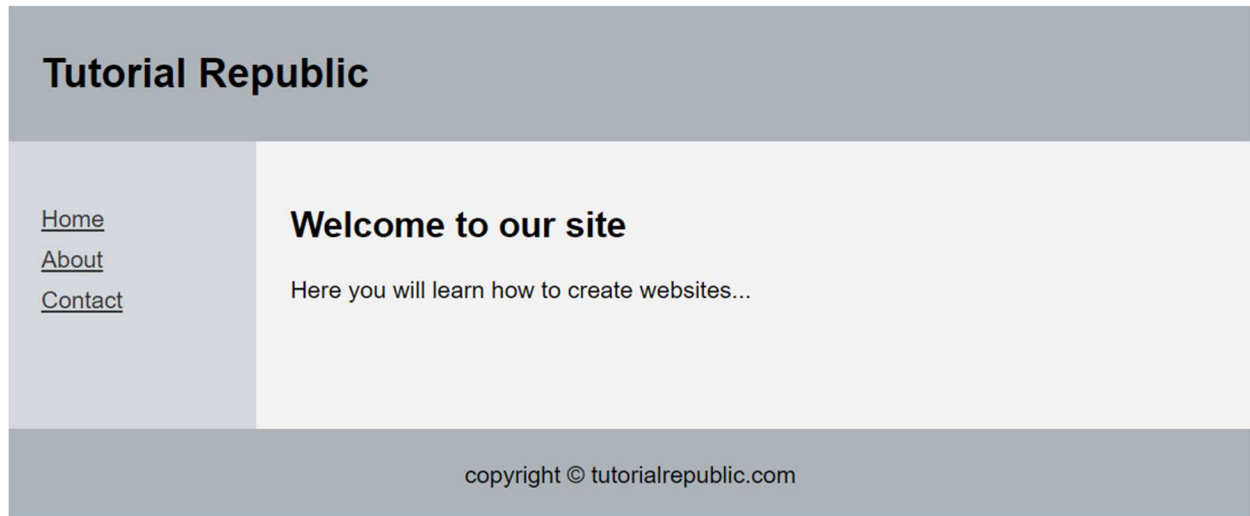 Tutorial Republic
Home
About
Contact
Welcome to our site
Here you will learn how to create websites...
copyright © tutorialrepublic.com